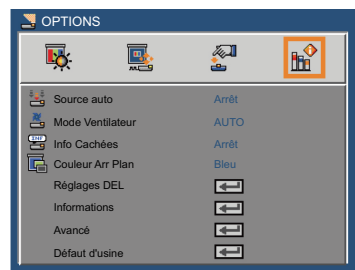 OPTIONS
Source auto Arrêt
Mode Ventilateur AUTO
Info Cachées Arrêt
Couleur Arr Plan Bleu
Réglages DEL
Informations
Avancé
Défaut d'usine